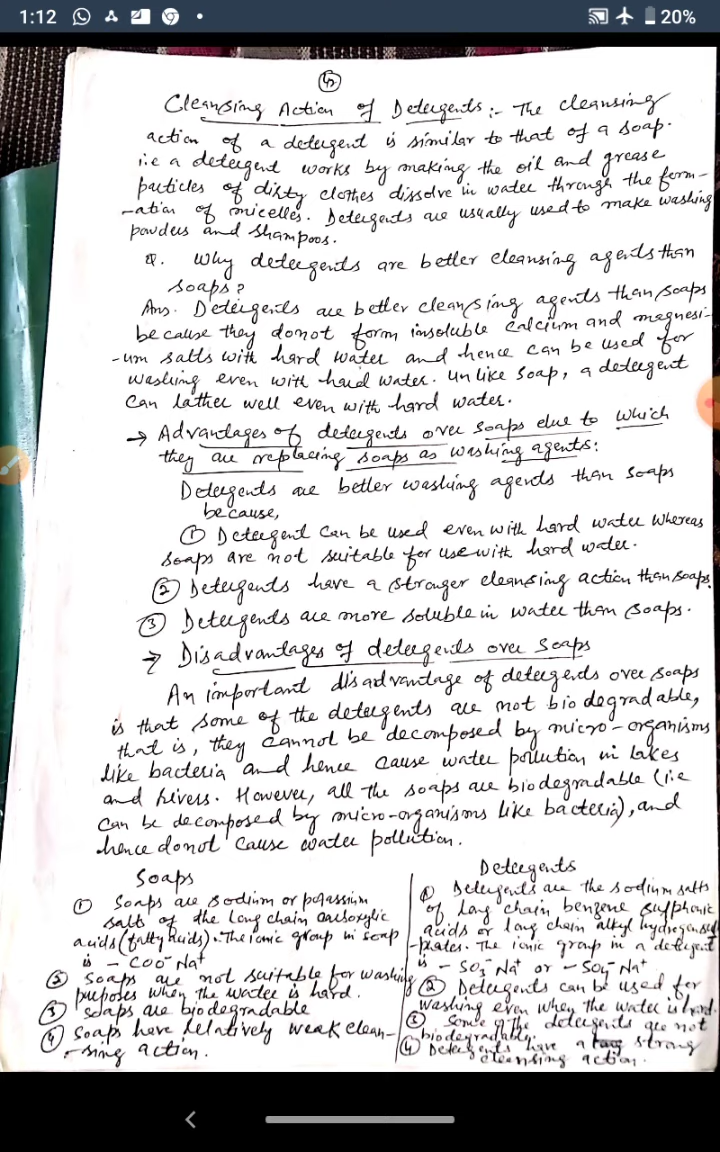 1:12
20%
5
Cleansing Action of Detergents:- The cleansing
action of a detergent is similar to that of a soap.
i.e a detergent works by making the oil and grease
particles of dirty clothes dissolve in water through the form-
-ation of micelles. Detergents are usually used to make washing
powders and shampoos.
Q. Why detergents are better cleansing agents than
soaps?
Ans. Detergents are better cleansing agents than soaps
because they donot form insoluble calcium and magnesi-
-um salts with hard water and hence can be used for
washing even with hard water. Unlike soap, a detergent
can lather well even with hard water.
→ Advantages of detergents over soaps due to which
they are replacing soaps as washing agents:
Detergents are better washing agents than soaps
because,
① Detergent can be used even with hard water whereas
soaps are not suitable for use with hard water.
② Detergents have a stronger cleansing action than soaps.
③ Detergents are more soluble in water than soaps.
→ Disadvantages of detergents over soaps
An important disadvantage of detergents over soaps
is that some of the detergents are not biodegradable,
that is, they cannot be decomposed by micro-organisms
like bacteria and hence cause water pollution in lakes
and rivers. However, all the soaps are biodegradable (i.e
can be decomposed by micro-organisms like bacteria), and
hence donot cause water pollution.
Soaps
① Soaps are sodium or potassium
salts of the long chain carboxylic
acids (fatty acids). The ionic group in soap
is -COO⁻Na⁺
② Soaps are not suitable for washing
purposes when the water is hard.
③ Soaps are biodegradable
④ Soaps have relatively weak clean-
-sing action.
Detergents
① Detergents are the sodium salts
of long chain benzene sulphonic
acids or long chain alkyl hydrogensul
-phates. The ionic group in a detergent
is -SO₃⁻Na⁺ or -SO₄⁻Na⁺
② Detergents can be used for
washing even when the water is hard.
③ Some of the detergents are not
biodegradable.
④ Detergents have a strong
cleansing action.